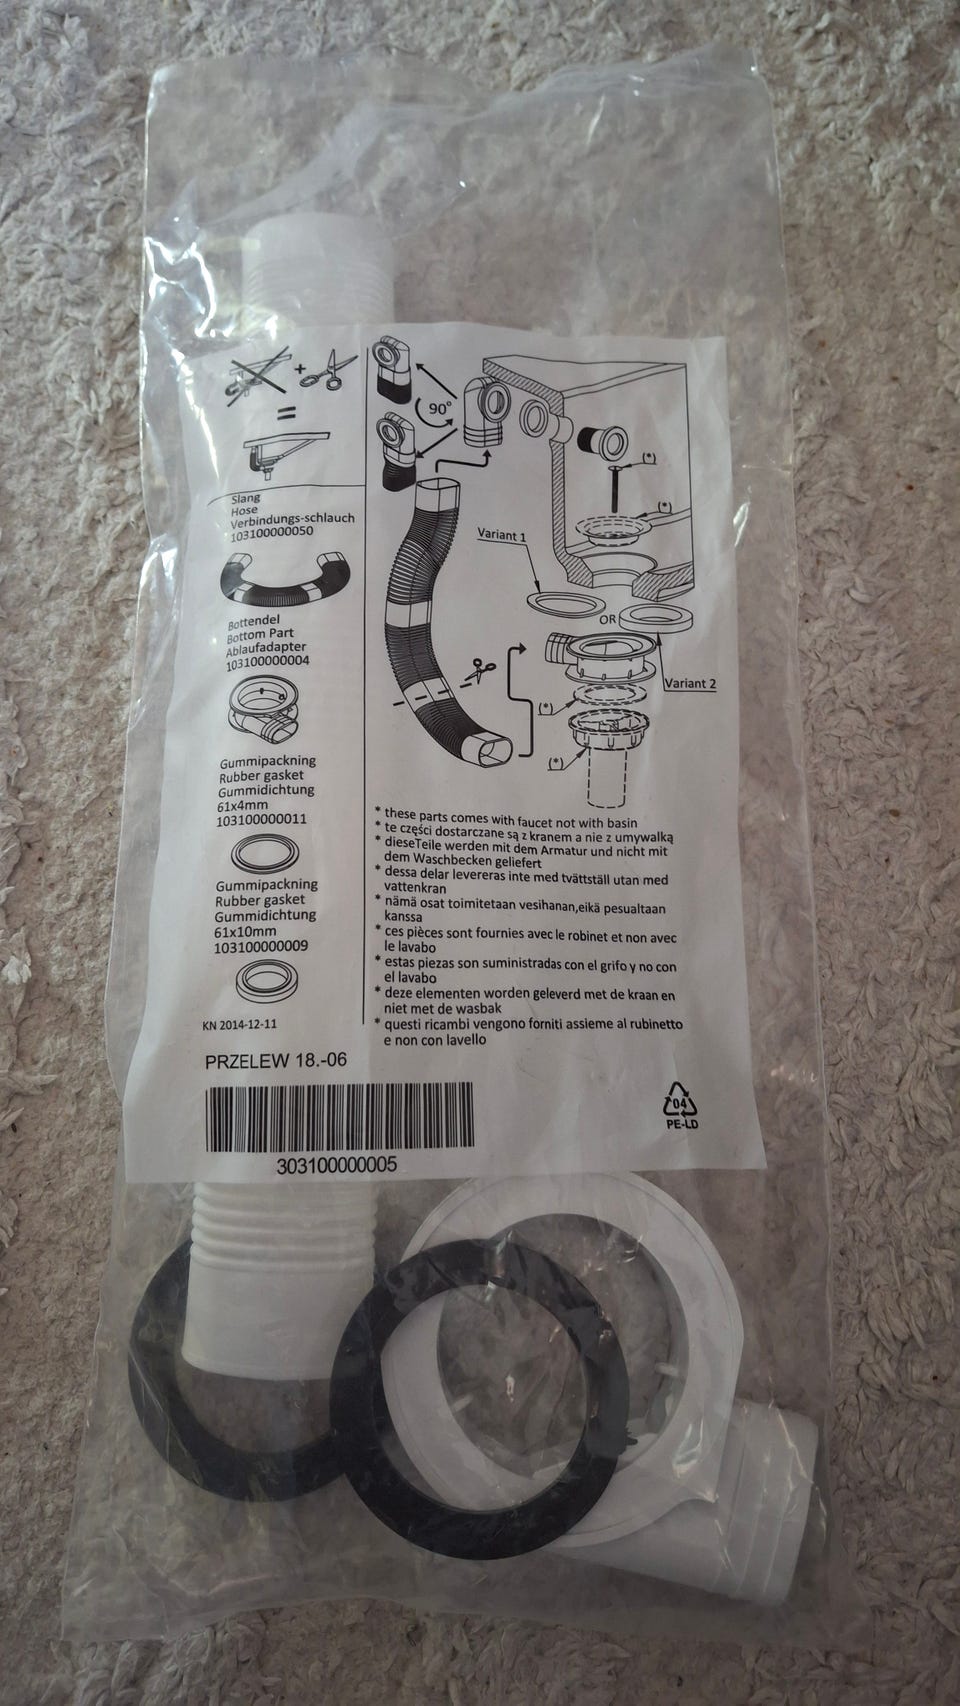 +
=
Slang
Hose
Verbindungs-schlauch
103100000050
Bottendel
Bottom Part
Ablaufadapter
103100000004
Gummipackning
Rubber gasket
Gummidichtung
61x4mm
103100000011
Gummipackning
Rubber gasket
Gummidichtung
61x10mm
103100000009
KN 2014-12-11
90°
(*)
(*)
Variant 1
OR
Variant 2
(*)
(*)
* these parts comes with faucet not with basin
* te części dostarczane są z kranem a nie z umywalką
* dieseTeile werden mit dem Armatur und nicht mit
dem Waschbecken geliefert
* dessa delar levereras inte med tvättställ utan med
vattenkran
* nämä osat toimitetaan vesihanan,eikä pesualtaan
kanssa
* ces pièces sont fournies avec le robinet et non avec
le lavabo
* estas piezas son suministradas con el grifo y no con
el lavabo
* deze elementen worden geleverd met de kraan en
niet met de wasbak
* questi ricambi vengono forniti assieme al rubinetto
e non con lavello
PRZELEW 18.-06
303100000005
04
PE-LD